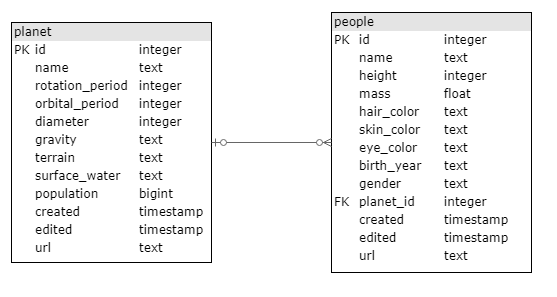 planet
PK id integer
name text
rotation_period integer
orbital_period integer
diameter integer
gravity text
terrain text
surface_water text
population bigint
created timestamp
edited timestamp
url text
people
PK id integer
name text
height integer
mass float
hair_color text
skin_color text
eye_color text
birth_year text
gender text
FK planet_id integer
created timestamp
edited timestamp
url text